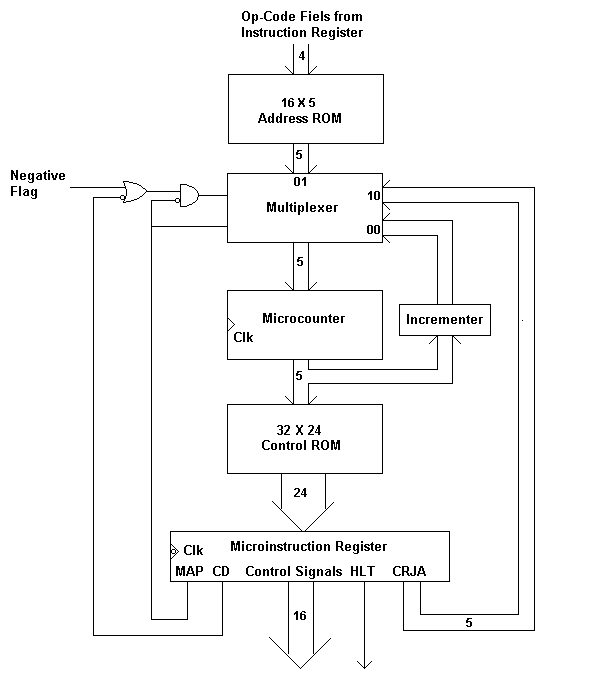 Op-Code Fiels from
Instruction Register
4
16 X 5
Address ROM
5
Negative
Flag
01
10
Multiplexer
00
5
Microcounter
Clk
Incrementer
5
32 X 24
Control ROM
24
Microinstruction Register
Clk
MAP CD Control Signals HLT CRJA
16
5